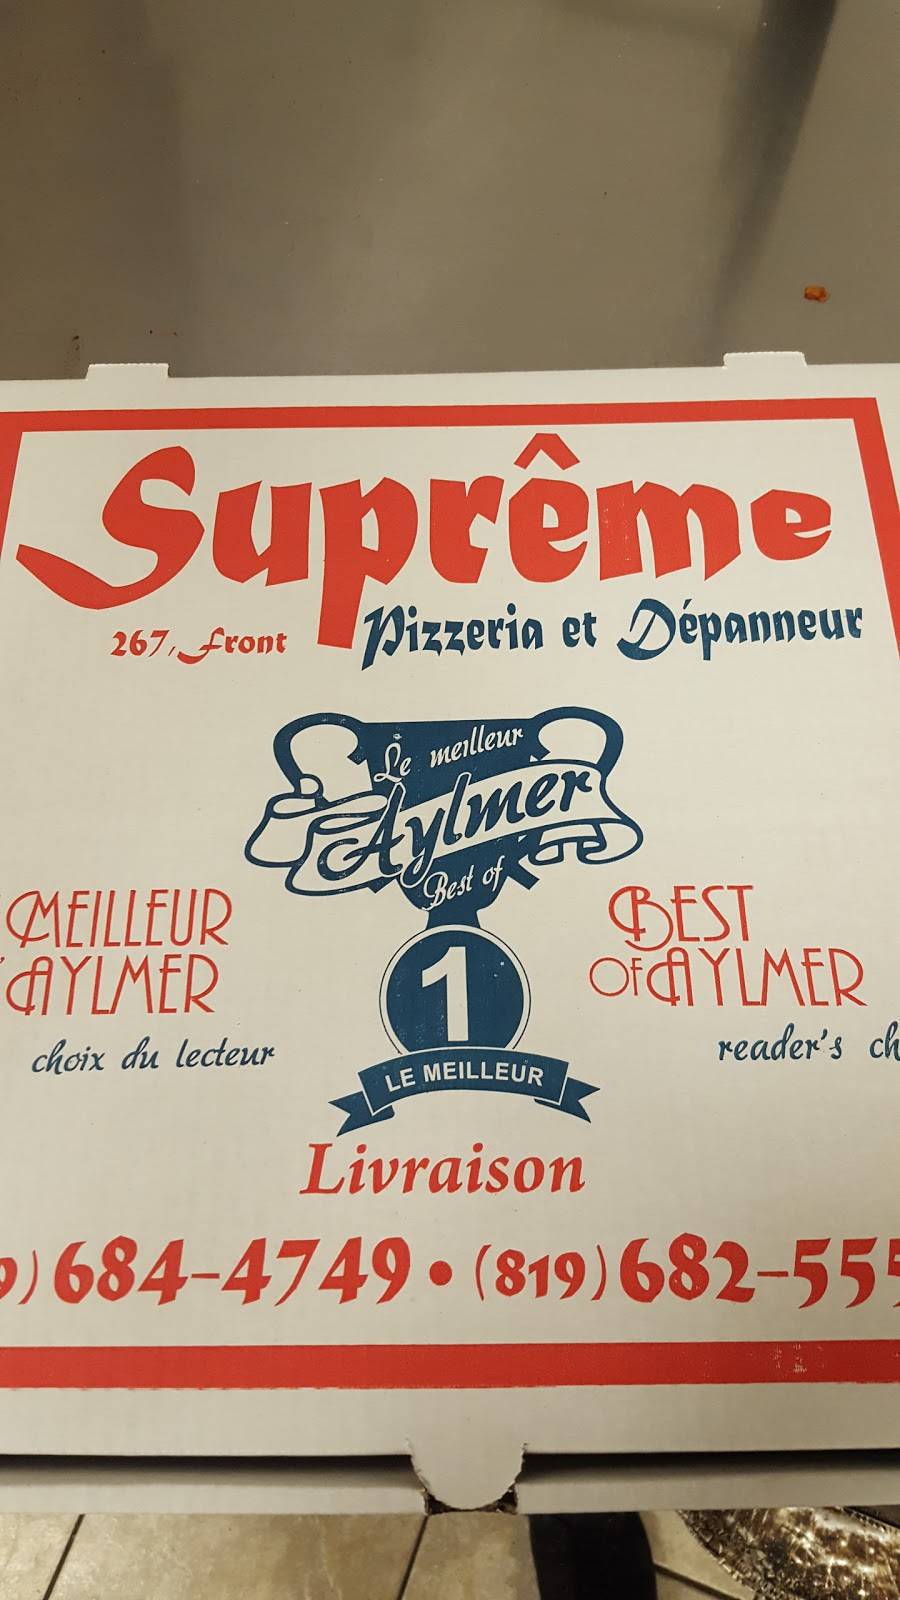 Suprême
267, Front
Pizzeria et Dépanneur
Le meilleur
Aylmer
Best of
MEILLEUR
D'AYLMER
choix du lecteur
BEST
OF AYLMER
reader's
1
LE MEILLEUR
Livraison
9) 684-4749 • (819) 682-555